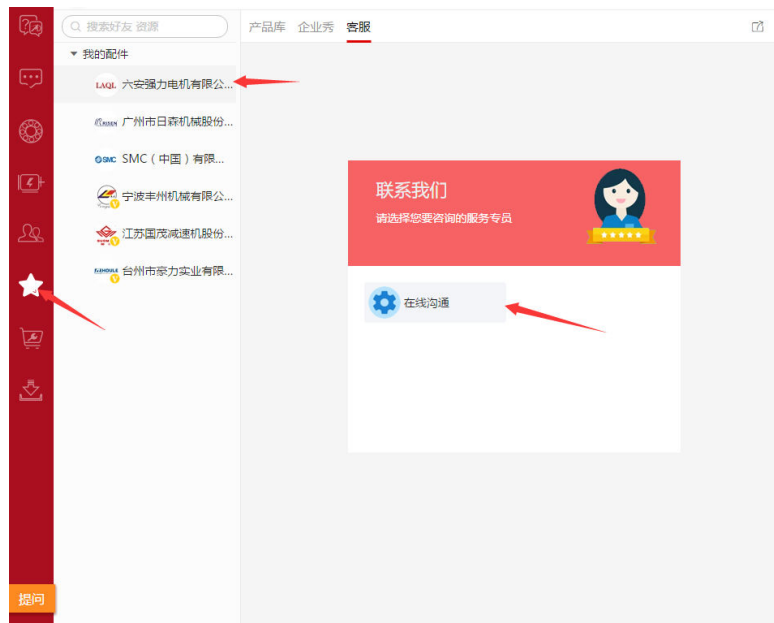 搜索好友 资源
产品库 企业秀 客服
我的配件
LAQL 六安强力电机有限公...
广州市日森机械股份...
SMC SMC（中国）有限...
宁波丰州机械有限公...
江苏国茂减速机股份...
台州市豪力实业有限...
联系我们
请选择您要咨询的服务专员
在线沟通
提问